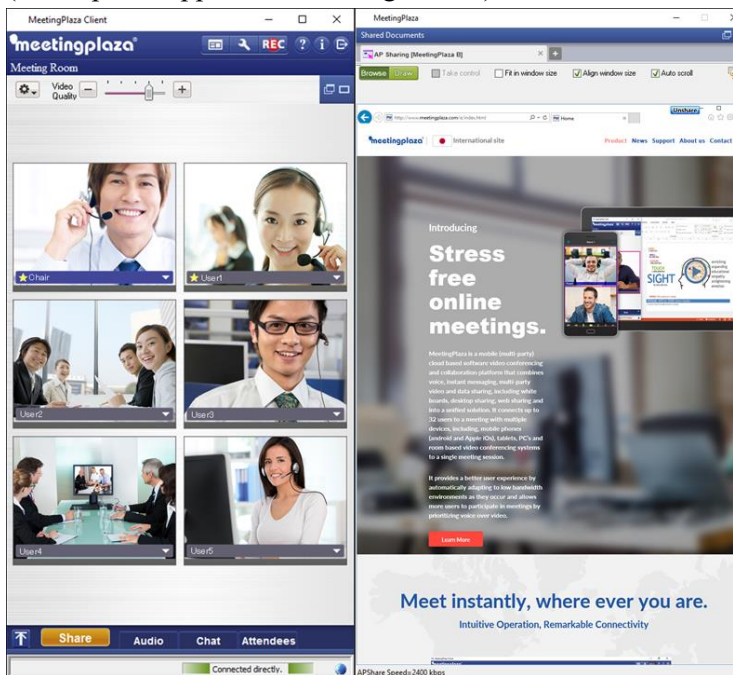 MeetingPlaza Client
meetingplaza
REC
Meeting Room
Video
Quality
Chair
User1
User2
User3
User4
User5
Share
Audio
Chat
Attendees
Connected directly.
MeetingPlaza
Shared Documents
AP Sharing [MeetingPlaza B]
Browse
Draw
Take control
Fit in window size
Align window size
Auto scroll
Unshare
http://www.meetingplaza.com/e/index.html
Home
meetingplaza
International site
Product News Support About us Contact
Introducing
Stress
free
online
meetings.
MeetingPlaza is a mobile (multi-party)
cloud based software video conferencing
and collaboration platform that combines
voice, instant messaging, multi-party
video and data sharing, including white
boards, desktop sharing, web sharing and
into a unified solution. It connects up to
32 users to a meeting with multiple
devices, including, mobile phones
(android and Apple iOs), tablets, PC's and
room based video conferencing systems
to a single meeting session.
It provides a better user experience by
automatically adapting to low bandwidth
environments as they occur and allows
more users to participate in meetings by
prioritizing voice over video.
Learn More
SIGHT
Meet instantly, where ever you are.
Intuitive Operation, Remarkable Connectivity
APShare Speed=2400 kbps